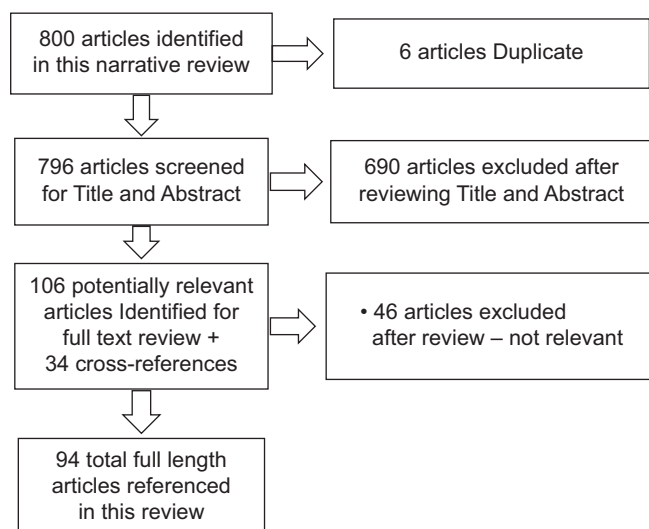 800 articles identified
in this narrative review
6 articles Duplicate
796 articles screened
for Title and Abstract
690 articles excluded after
reviewing Title and Abstract
106 potentially relevant
articles Identified for
full text review +
34 cross-references
• 46 articles excluded
after review – not relevant
94 total full length
articles referenced
in this review